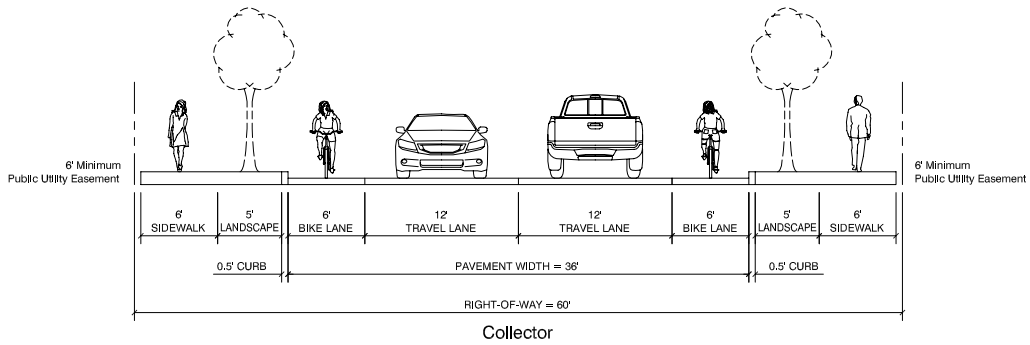 6' Minimum
Public Utility Easement
6' Minimum
Public Utility Easement
6' 5' 6' 12' 12' 6' 5' 6'
SIDEWALK LANDSCAPE BIKE LANE TRAVEL LANE TRAVEL LANE BIKE LANE LANDSCAPE SIDEWALK
0.5' CURB PAVEMENT WIDTH = 36' 0.5' CURB
RIGHT-OF-WAY = 60'
Collector